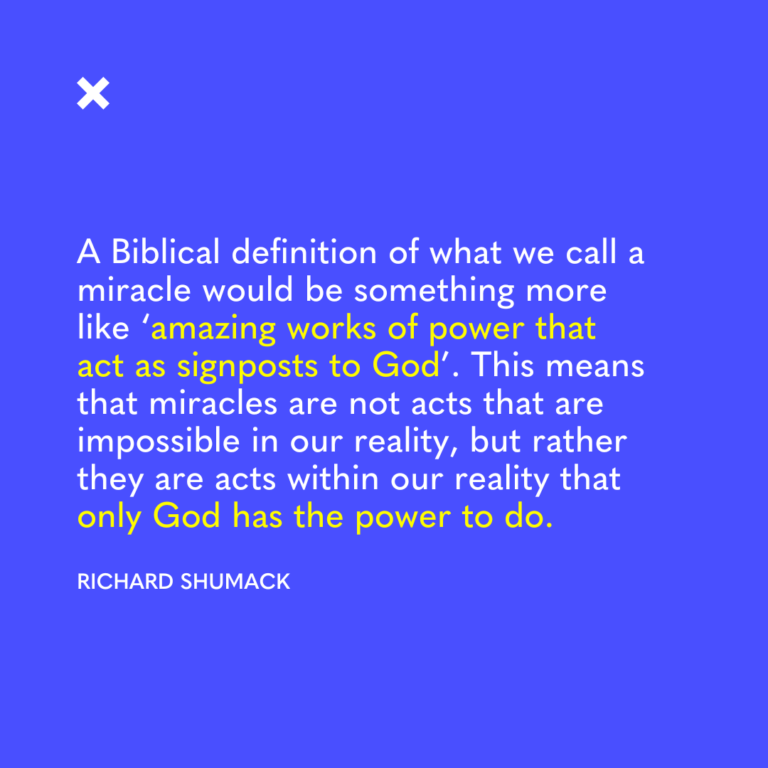 A Biblical definition of what we call a
miracle would be something more
like ‘amazing works of power that
act as signposts to God’. This means
that miracles are not acts that are
impossible in our reality, but rather
they are acts within our reality that
only God has the power to do.
RICHARD SHUMACK